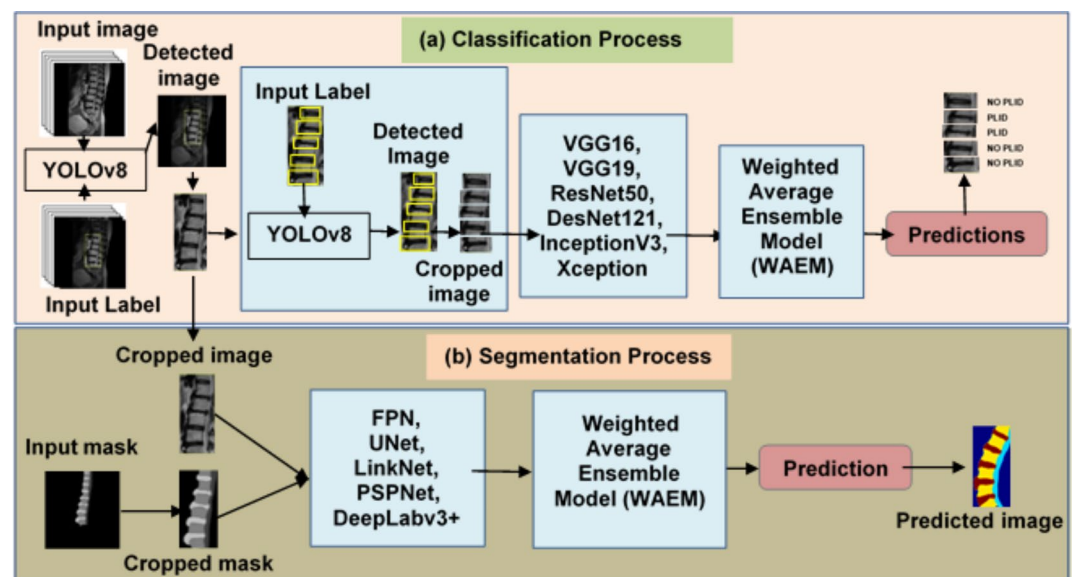 (a) Classification Process
Input image
Detected
image
YOLOv8
Input Label
Input Label
YOLOv8
Detected
Image
Cropped
image
VGG16,
VGG19,
ResNet50,
DesNet121,
InceptionV3,
Xception
Weighted
Average
Ensemble
Model
(WAEM)
Predictions
NO PLID
PLID
PLID
NO PLID
NO PLID
(b) Segmentation Process
Cropped image
Input mask
Cropped mask
FPN,
UNet,
LinkNet,
PSPNet,
DeepLabv3+
Weighted
Average
Ensemble
Model (WAEM)
Prediction
Predicted image